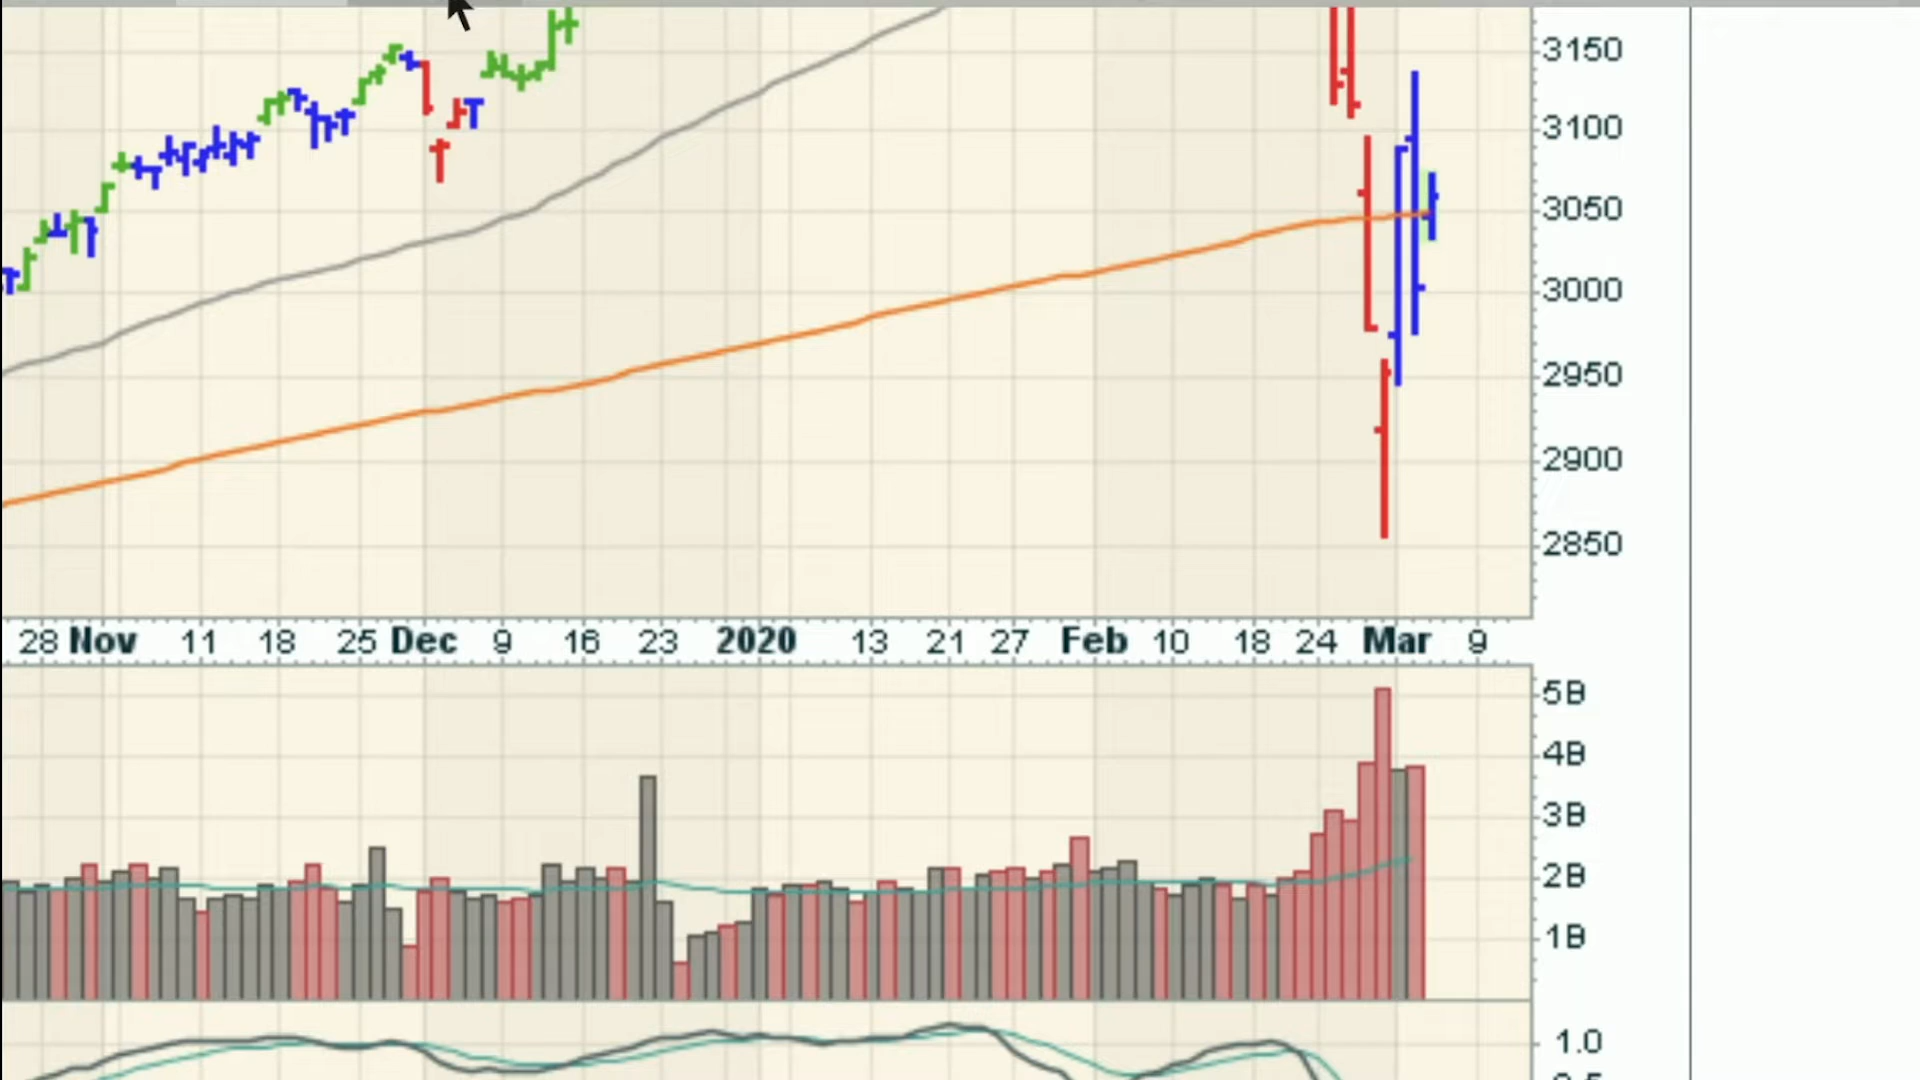 3150
3100
3050
3000
2950
2900
2850
28 Nov 11 18 25 Dec 9 16 23 2020 13 21 27 Feb 10 18 24 Mar 9
5B
4B
3B
2B
1B
1.0